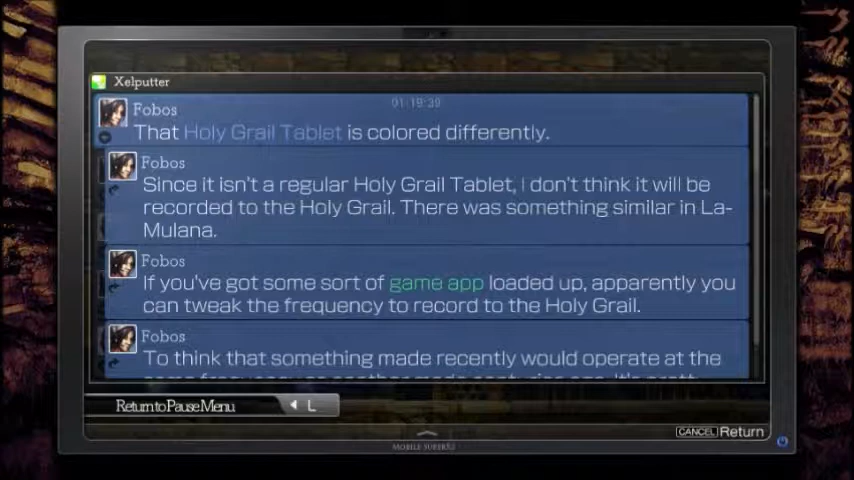 Xelputter
Fobos
01-19:39
That Holy Grail Tablet is colored differently.
Fobos
Since it isn't a regular Holy Grail Tablet, I don't think it will be
recorded to the Holy Grail. There was something similar in La-
Mulana.
Fobos
If you've got some sort of game app loaded up, apparently you
can tweak the frequency to record to the Holy Grail.
Fobos
To think that something made recently would operate at the
Return to Pause Menu ◀ L
CANCEL Return